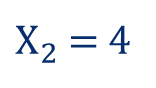 X₂ = 4